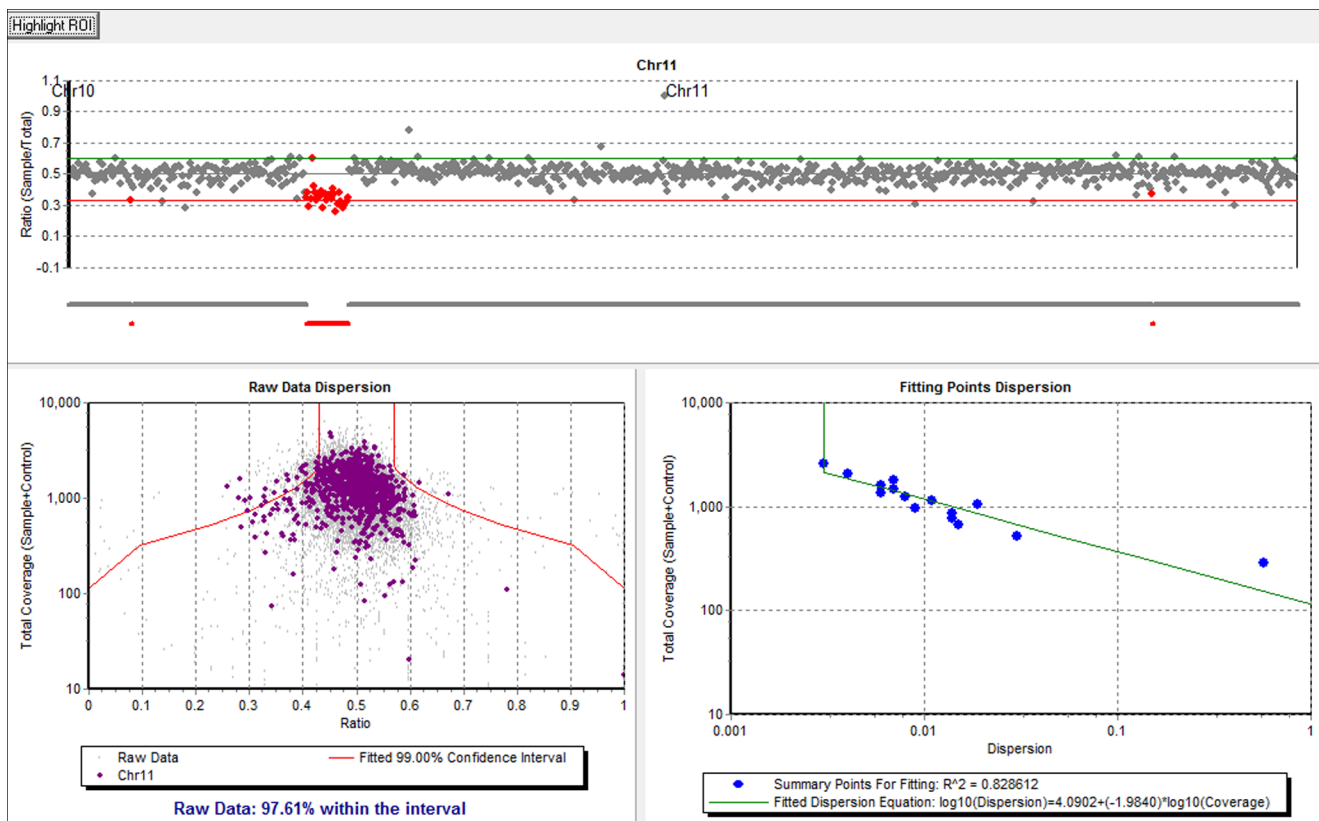 Highlight ROI
Chr11
Chr10
Chr11
Ratio (Sample/Total)
1.1
0.9
0.7
0.5
0.3
0.1
-0.1
Raw Data Dispersion
Total Coverage (Sample+Control)
10,000
1,000
100
10
0 0.1 0.2 0.3 0.4 0.5 0.6 0.7 0.8 0.9 1
Ratio
Raw Data
Fitted 99.00% Confidence Interval
Chr11
Raw Data: 97.61% within the interval
Fitting Points Dispersion
Total Coverage (Sample+Control)
10,000
1,000
100
10
0.001 0.01 0.1 1
Dispersion
Summary Points For Fitting: R^2 = 0.828612
Fitted Dispersion Equation: log10(Dispersion)=4.0902+(-1.9840)*log10(Coverage)